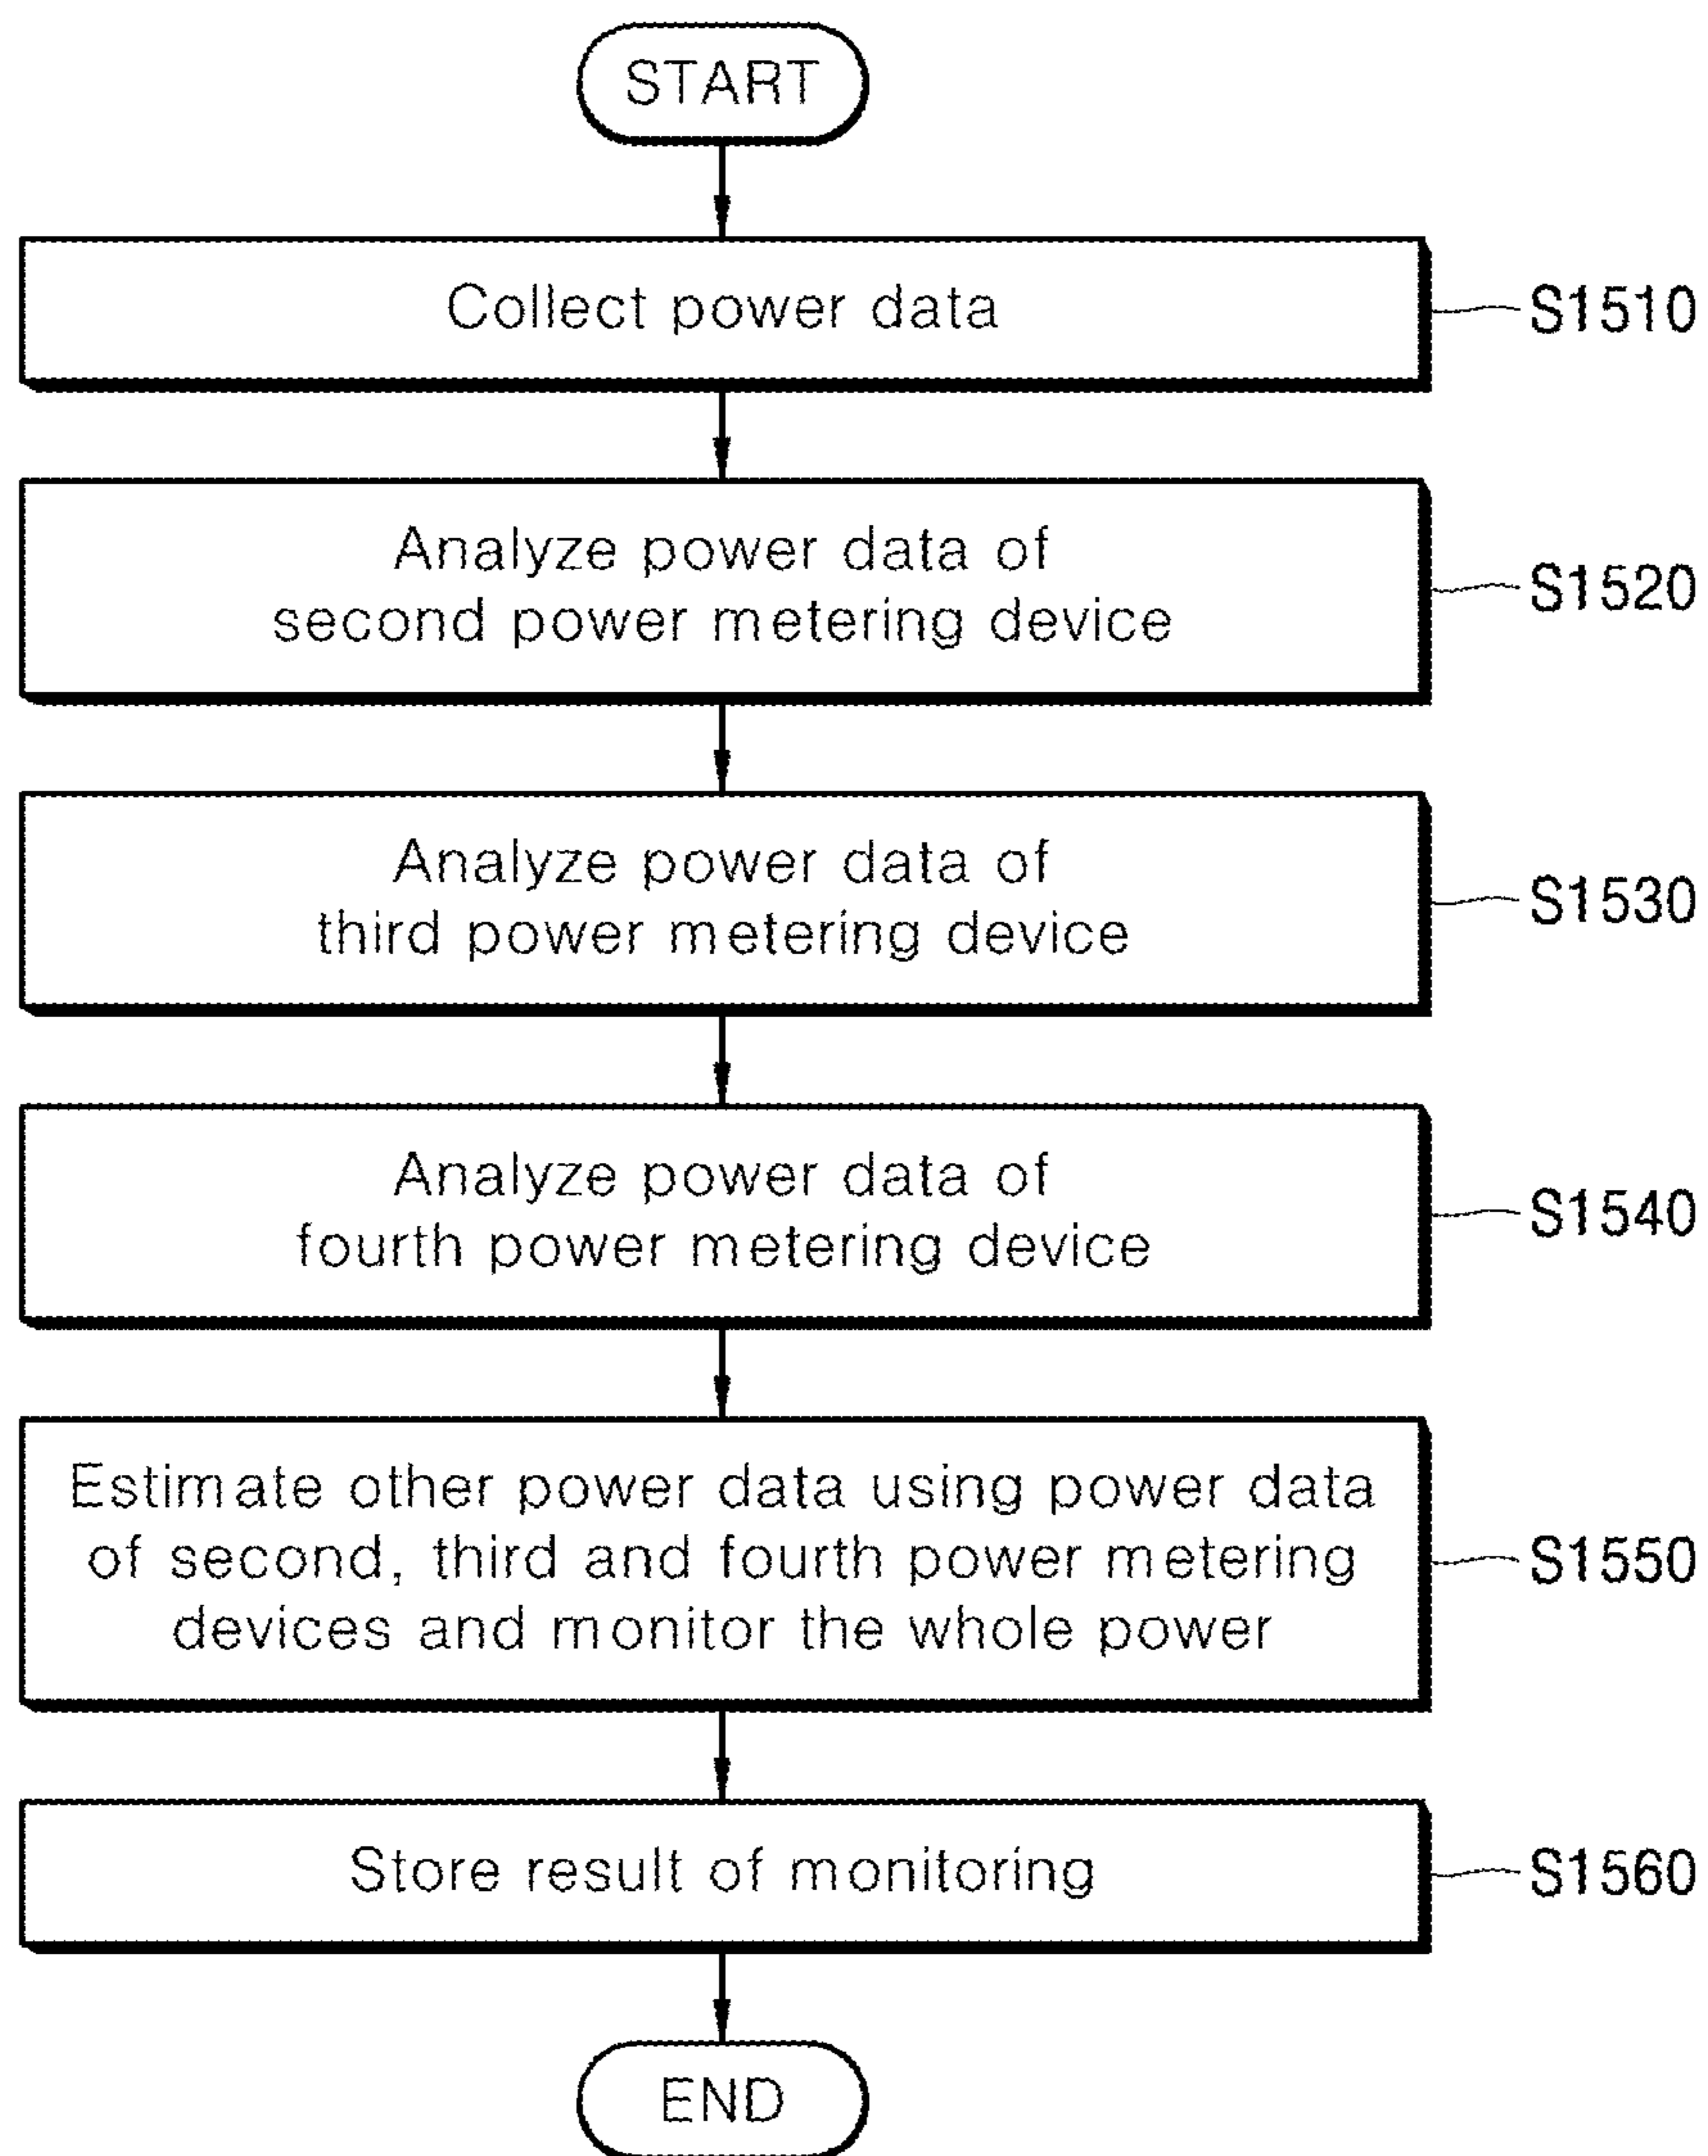 START
Collect power data
S1510
Analyze power data of
second power metering device
S1520
Analyze power data of
third power metering device
S1530
Analyze power data of
fourth power metering device
S1540
Estimate other power data using power data
of second, third and fourth power metering
devices and monitor the whole power
S1550
Store result of monitoring
S1560
END